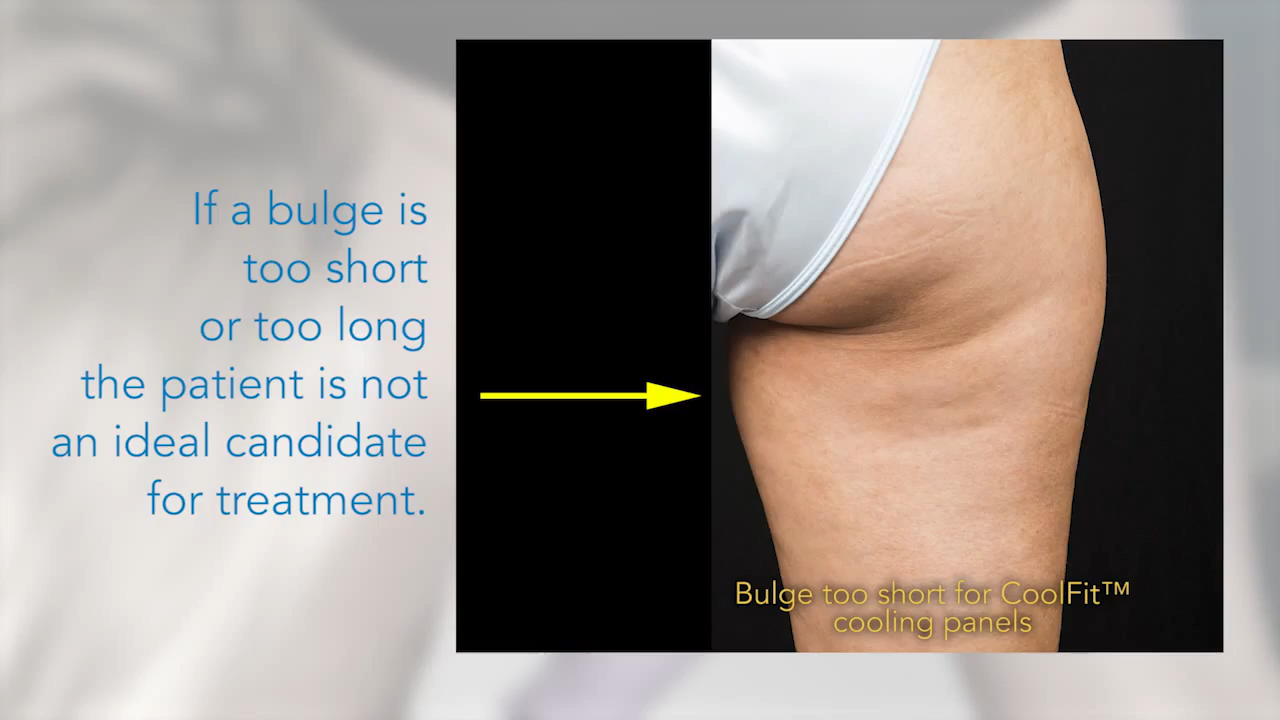 If a bulge is
too short
or too long
the patient is not
an ideal candidate
for treatment.
Bulge too short for CoolFit™
cooling panels